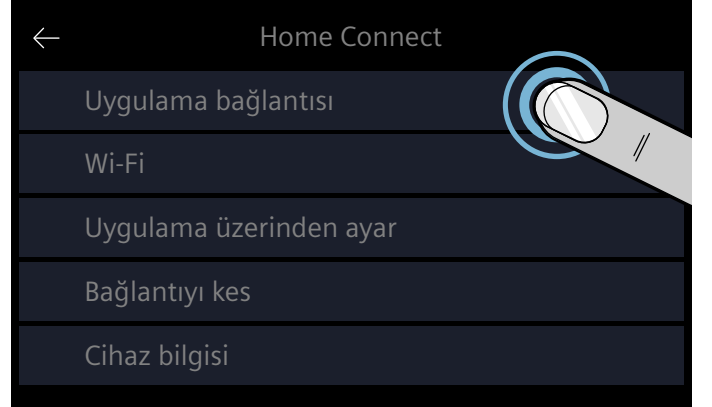 Home Connect
Uygulama bağlantısı
Wi-Fi
Uygulama üzerinden ayar
Bağlantıyı kes
Cihaz bilgisi